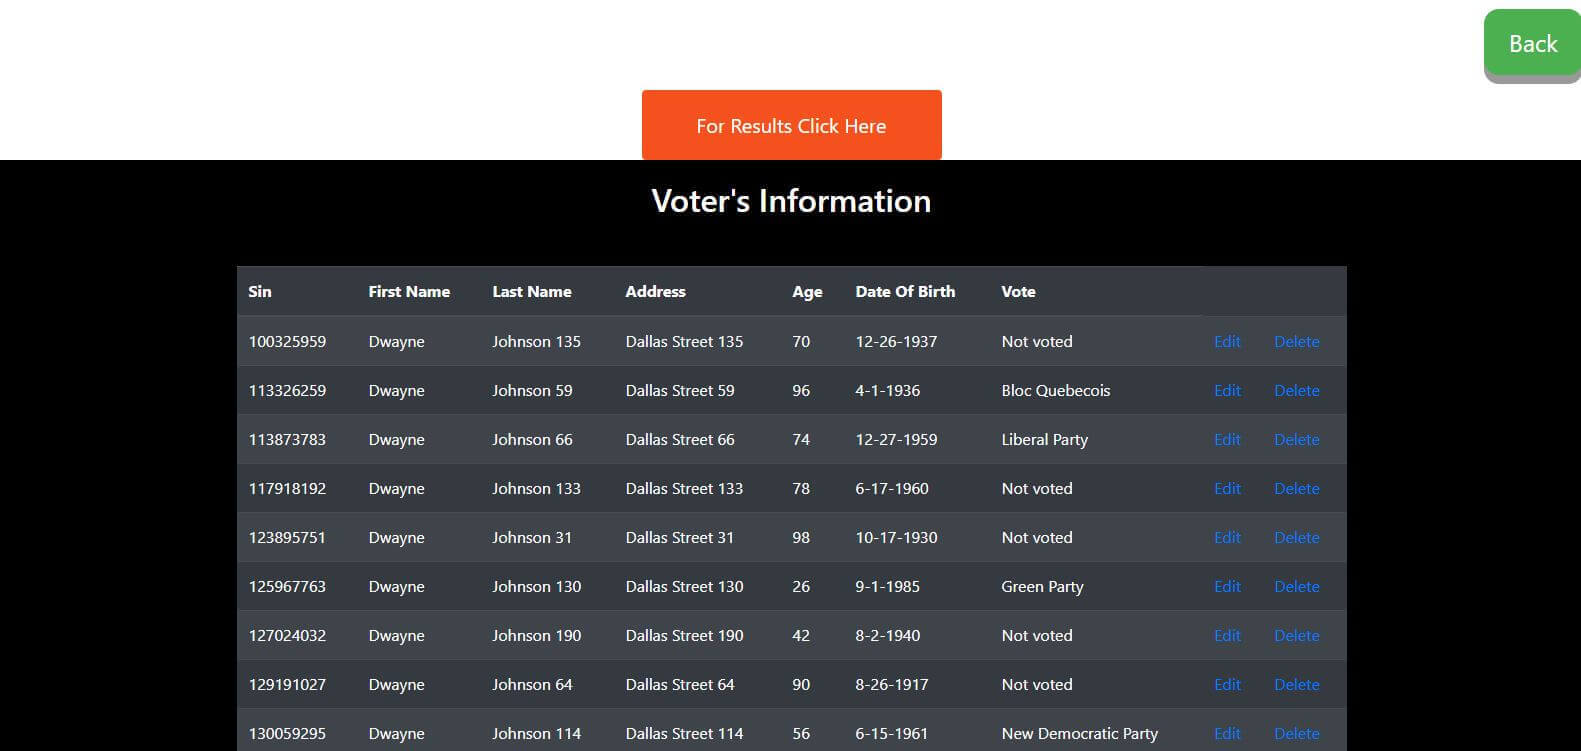 Back
For Results Click Here
Voter's Information
Sin First Name Last Name Address Age Date Of Birth Vote
100325959 Dwayne Johnson 135 Dallas Street 135 70 12-26-1937 Not voted Edit Delete
113326259 Dwayne Johnson 59 Dallas Street 59 96 4-1-1936 Bloc Quebecois Edit Delete
113873783 Dwayne Johnson 66 Dallas Street 66 74 12-27-1959 Liberal Party Edit Delete
117918192 Dwayne Johnson 133 Dallas Street 133 78 6-17-1960 Not voted Edit Delete
123895751 Dwayne Johnson 31 Dallas Street 31 98 10-17-1930 Not voted Edit Delete
125967763 Dwayne Johnson 130 Dallas Street 130 26 9-1-1985 Green Party Edit Delete
127024032 Dwayne Johnson 190 Dallas Street 190 42 8-2-1940 Not voted Edit Delete
129191027 Dwayne Johnson 64 Dallas Street 64 90 8-26-1917 Not voted Edit Delete
130059295 Dwayne Johnson 114 Dallas Street 114 56 6-15-1961 New Democratic Party Edit Delete